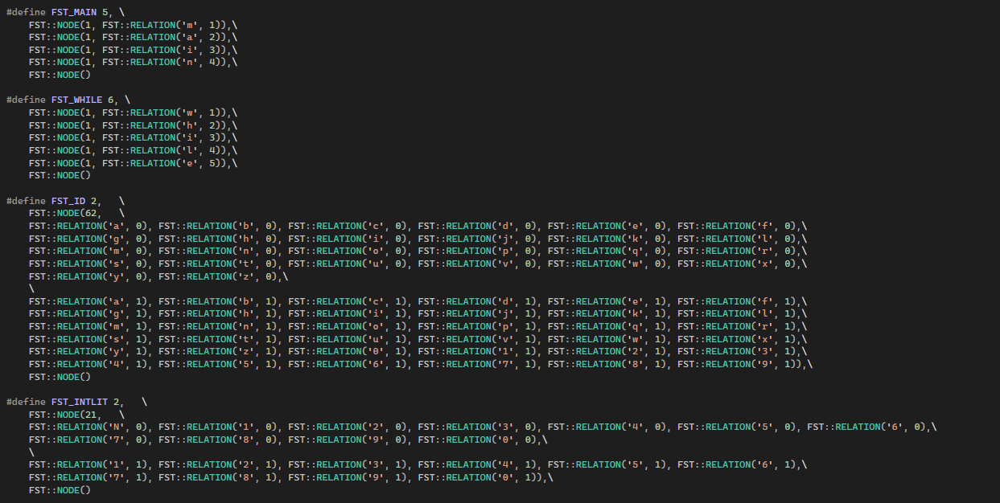 #define FST_MAIN 5, \
    FST::NODE(1, FST::RELATION('m', 1)),\
    FST::NODE(1, FST::RELATION('a', 2)),\
    FST::NODE(1, FST::RELATION('i', 3)),\
    FST::NODE(1, FST::RELATION('n', 4)),\
    FST::NODE()

#define FST_WHILE 6, \
    FST::NODE(1, FST::RELATION('w', 1)),\
    FST::NODE(1, FST::RELATION('h', 2)),\
    FST::NODE(1, FST::RELATION('i', 3)),\
    FST::NODE(1, FST::RELATION('l', 4)),\
    FST::NODE(1, FST::RELATION('e', 5)),\
    FST::NODE()

#define FST_ID 2,   \
    FST::NODE(62,   \
    FST::RELATION('a', 0), FST::RELATION('b', 0), FST::RELATION('c', 0), FST::RELATION('d', 0), FST::RELATION('e', 0), FST::RELATION('f', 0),\
    FST::RELATION('g', 0), FST::RELATION('h', 0), FST::RELATION('i', 0), FST::RELATION('j', 0), FST::RELATION('k', 0), FST::RELATION('l', 0),\
    FST::RELATION('m', 0), FST::RELATION('n', 0), FST::RELATION('o', 0), FST::RELATION('p', 0), FST::RELATION('q', 0), FST::RELATION('r', 0),\
    FST::RELATION('s', 0), FST::RELATION('t', 0), FST::RELATION('u', 0), FST::RELATION('v', 0), FST::RELATION('w', 0), FST::RELATION('x', 0),\
    FST::RELATION('y', 0), FST::RELATION('z', 0),\
    \
    FST::RELATION('a', 1), FST::RELATION('b', 1), FST::RELATION('c', 1), FST::RELATION('d', 1), FST::RELATION('e', 1), FST::RELATION('f', 1),\
    FST::RELATION('g', 1), FST::RELATION('h', 1), FST::RELATION('i', 1), FST::RELATION('j', 1), FST::RELATION('k', 1), FST::RELATION('l', 1),\
    FST::RELATION('m', 1), FST::RELATION('n', 1), FST::RELATION('o', 1), FST::RELATION('p', 1), FST::RELATION('q', 1), FST::RELATION('r', 1),\
    FST::RELATION('s', 1), FST::RELATION('t', 1), FST::RELATION('u', 1), FST::RELATION('v', 1), FST::RELATION('w', 1), FST::RELATION('x', 1),\
    FST::RELATION('y', 1), FST::RELATION('z', 1), FST::RELATION('0', 1), FST::RELATION('1', 1), FST::RELATION('2', 1), FST::RELATION('3', 1),\
    FST::RELATION('4', 1), FST::RELATION('5', 1), FST::RELATION('6', 1), FST::RELATION('7', 1), FST::RELATION('8', 1), FST::RELATION('9', 1)),\
    FST::NODE()

#define FST_INTLIT 2,   \
    FST::NODE(21,   \
    FST::RELATION('N', 0), FST::RELATION('1', 0), FST::RELATION('2', 0), FST::RELATION('3', 0), FST::RELATION('4', 0), FST::RELATION('5', 0), FST::RELATION('6', 0),\
    FST::RELATION('7', 0), FST::RELATION('8', 0), FST::RELATION('9', 0), FST::RELATION('0', 0),\
    \
    FST::RELATION('1', 1), FST::RELATION('2', 1), FST::RELATION('3', 1), FST::RELATION('4', 1), FST::RELATION('5', 1), FST::RELATION('6', 1),\
    FST::RELATION('7', 1), FST::RELATION('8', 1), FST::RELATION('9', 1), FST::RELATION('0', 1)),\
    FST::NODE()